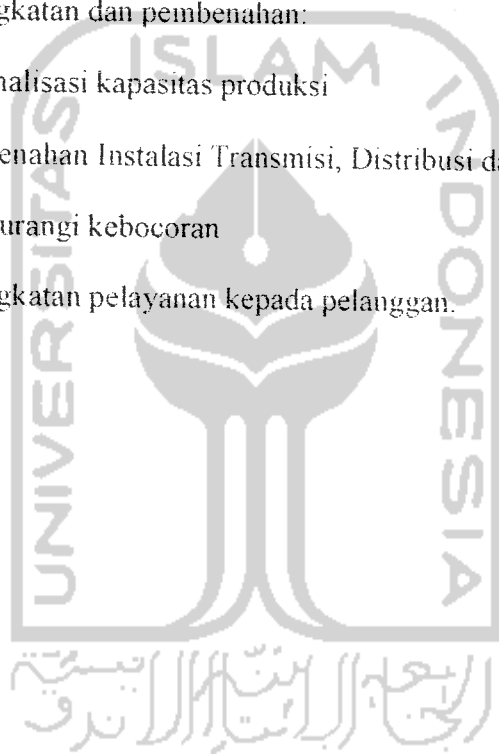 gkatan dan pembenahan:
nalisasi kapasitas produksi
enahan Instalasi Transmisi, Distribusi da
urangi kebocoran
gkatan pelayanan kepada pelanggan.
ISLAM
UNIVERSITAS
INDONESIA